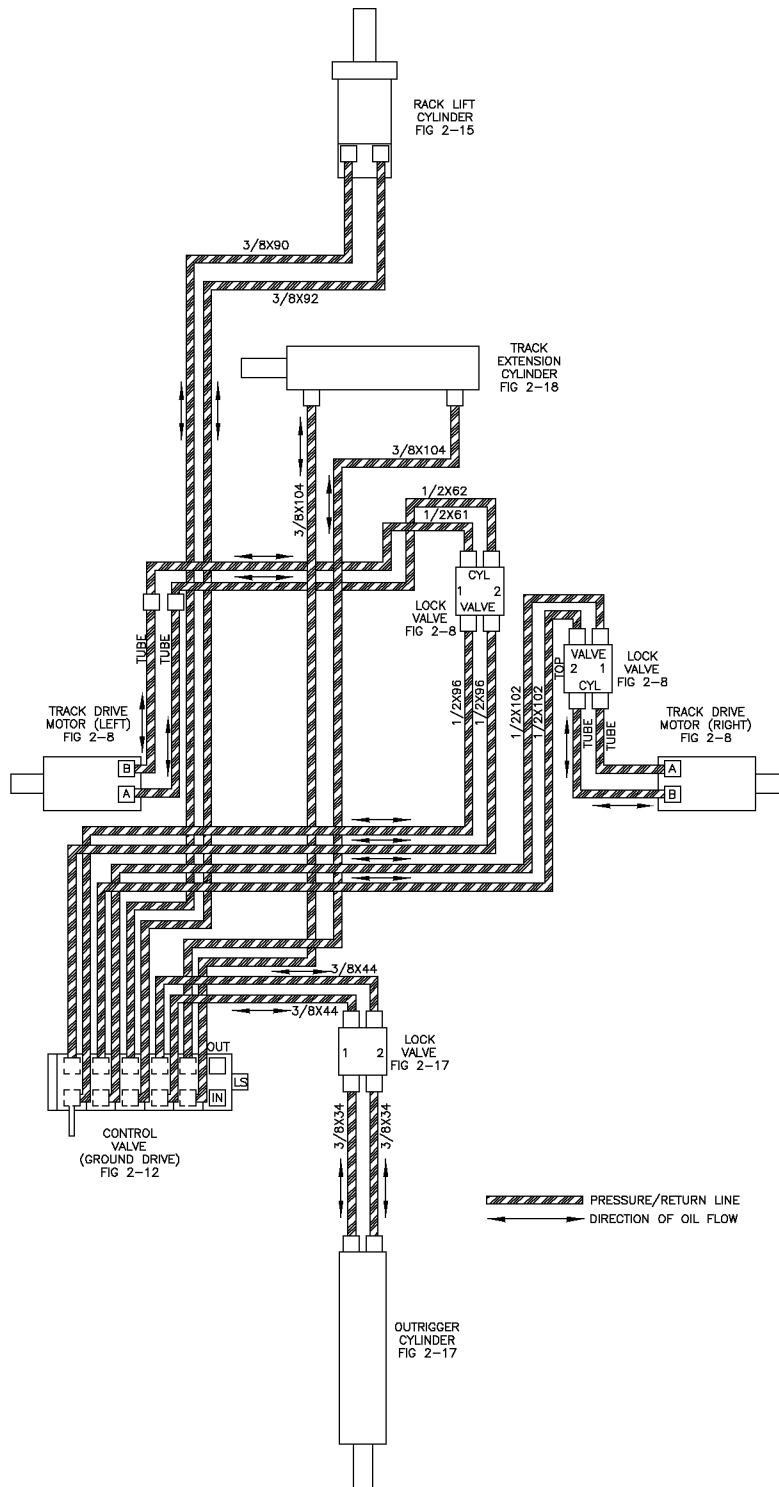 RACK LIFT
CYLINDER
FIG 2-15
3/8X90
3/8X92
TRACK
EXTENSION
CYLINDER
FIG 2-18
3/8X104
3/8X104
1/2X62
1/2X61
CYL
1 2
VALVE
LOCK
VALVE
FIG 2-8
TUBE
TUBE
1/2X96
1/2X96
1/2X102
1/2X102
TOP
VALVE
2 1
CYL
LOCK
VALVE
FIG 2-8
TUBE
TUBE
TRACK DRIVE
MOTOR (LEFT)
FIG 2-8
B
A
TRACK DRIVE
MOTOR (RIGHT)
FIG 2-8
A
B
3/8X44
3/8X44
OUT
LS
IN
1 2
LOCK
VALVE
FIG 2-17
CONTROL
VALVE
(GROUND DRIVE)
FIG 2-12
3/8X34
3/8X34
PRESSURE/RETURN LINE
DIRECTION OF OIL FLOW
OUTRIGGER
CYLINDER
FIG 2-17